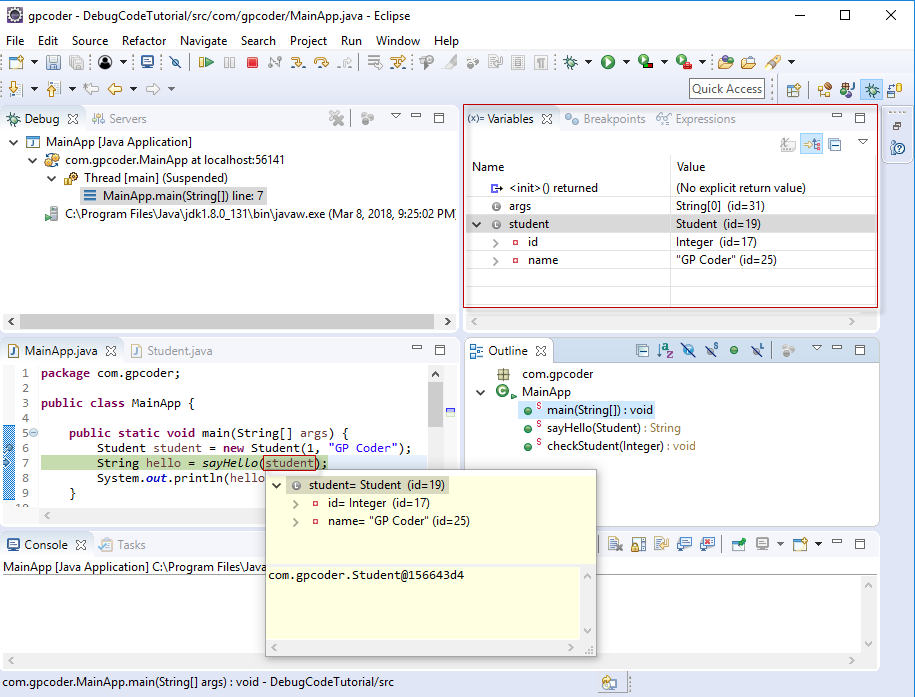 gpcoder - DebugCodeTutorial/src/com/gpcoder/MainApp.java - Eclipse
File Edit Source Refactor Navigate Search Project Run Window Help
Quick Access
Debug Servers
MainApp [Java Application]
com.gpcoder.MainApp at localhost:56141
Thread [main] (Suspended)
MainApp.main(String[]) line: 7
C:\Program Files\Java\jdk1.8.0_131\bin\javaw.exe (Mar 8, 2018, 9:25:02 PM)
(x)= Variables Breakpoints Expressions
Name Value
<init>() returned (No explicit return value)
args String[0] (id=31)
student Student (id=19)
id Integer (id=17)
name "GP Coder" (id=25)
MainApp.java Student.java
1 package com.gpcoder;
2
3 public class MainApp {
4
5 public static void main(String[] args) {
6 Student student = new Student(1, "GP Coder");
7 String hello = sayHello(student);
8 System.out.println(hello
9 }
10
student= Student (id=19)
id= Integer (id=17)
name= "GP Coder" (id=25)
com.gpcoder.Student@156643d4
Outline
com.gpcoder
MainApp
main(String[]) : void
sayHello(Student) : String
checkStudent(Integer) : void
Console Tasks
MainApp [Java Application] C:\Program Files\Java
com.gpcoder.MainApp.main(String[] args) : void - DebugCodeTutorial/src